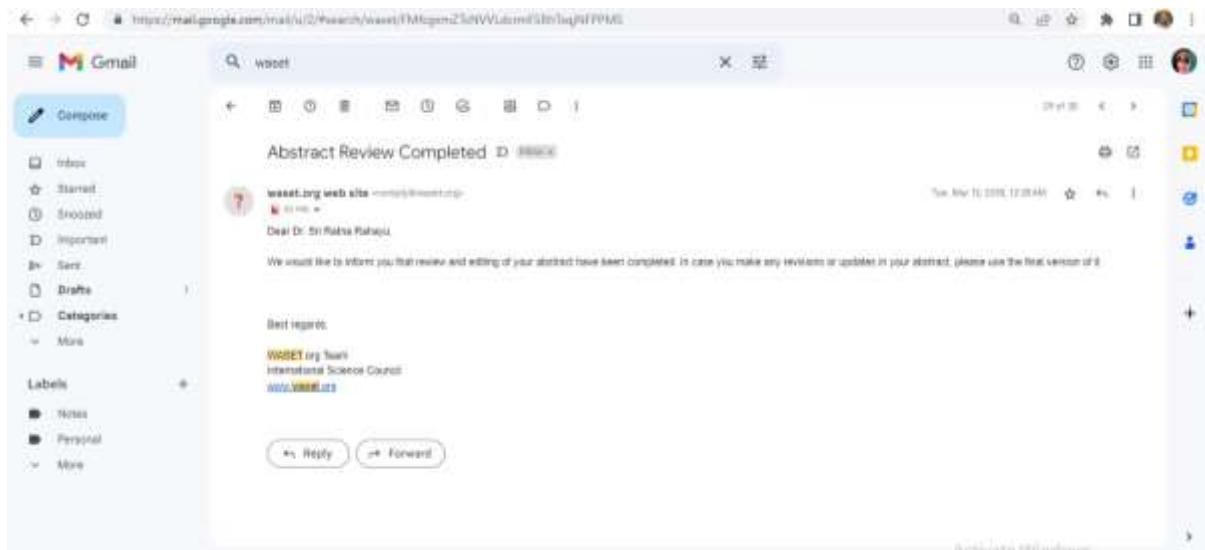 Gmail
waset
Compose
Inbox
Starred
Snoozed
Important
Sent
Drafts
1
Categories
More
Labels
Notes
Personal
More
Abstract Review Completed
waset.org web site
to me
Dear Dr. Sri Ratna Rahayu,
We would like to inform you that review and editing of your abstract have been completed. In case you make any revisions or updates in your abstract, please use the final version of it.
Best regards,
WASET.org Team
International Science Council
www.waset.org
Reply
Forward